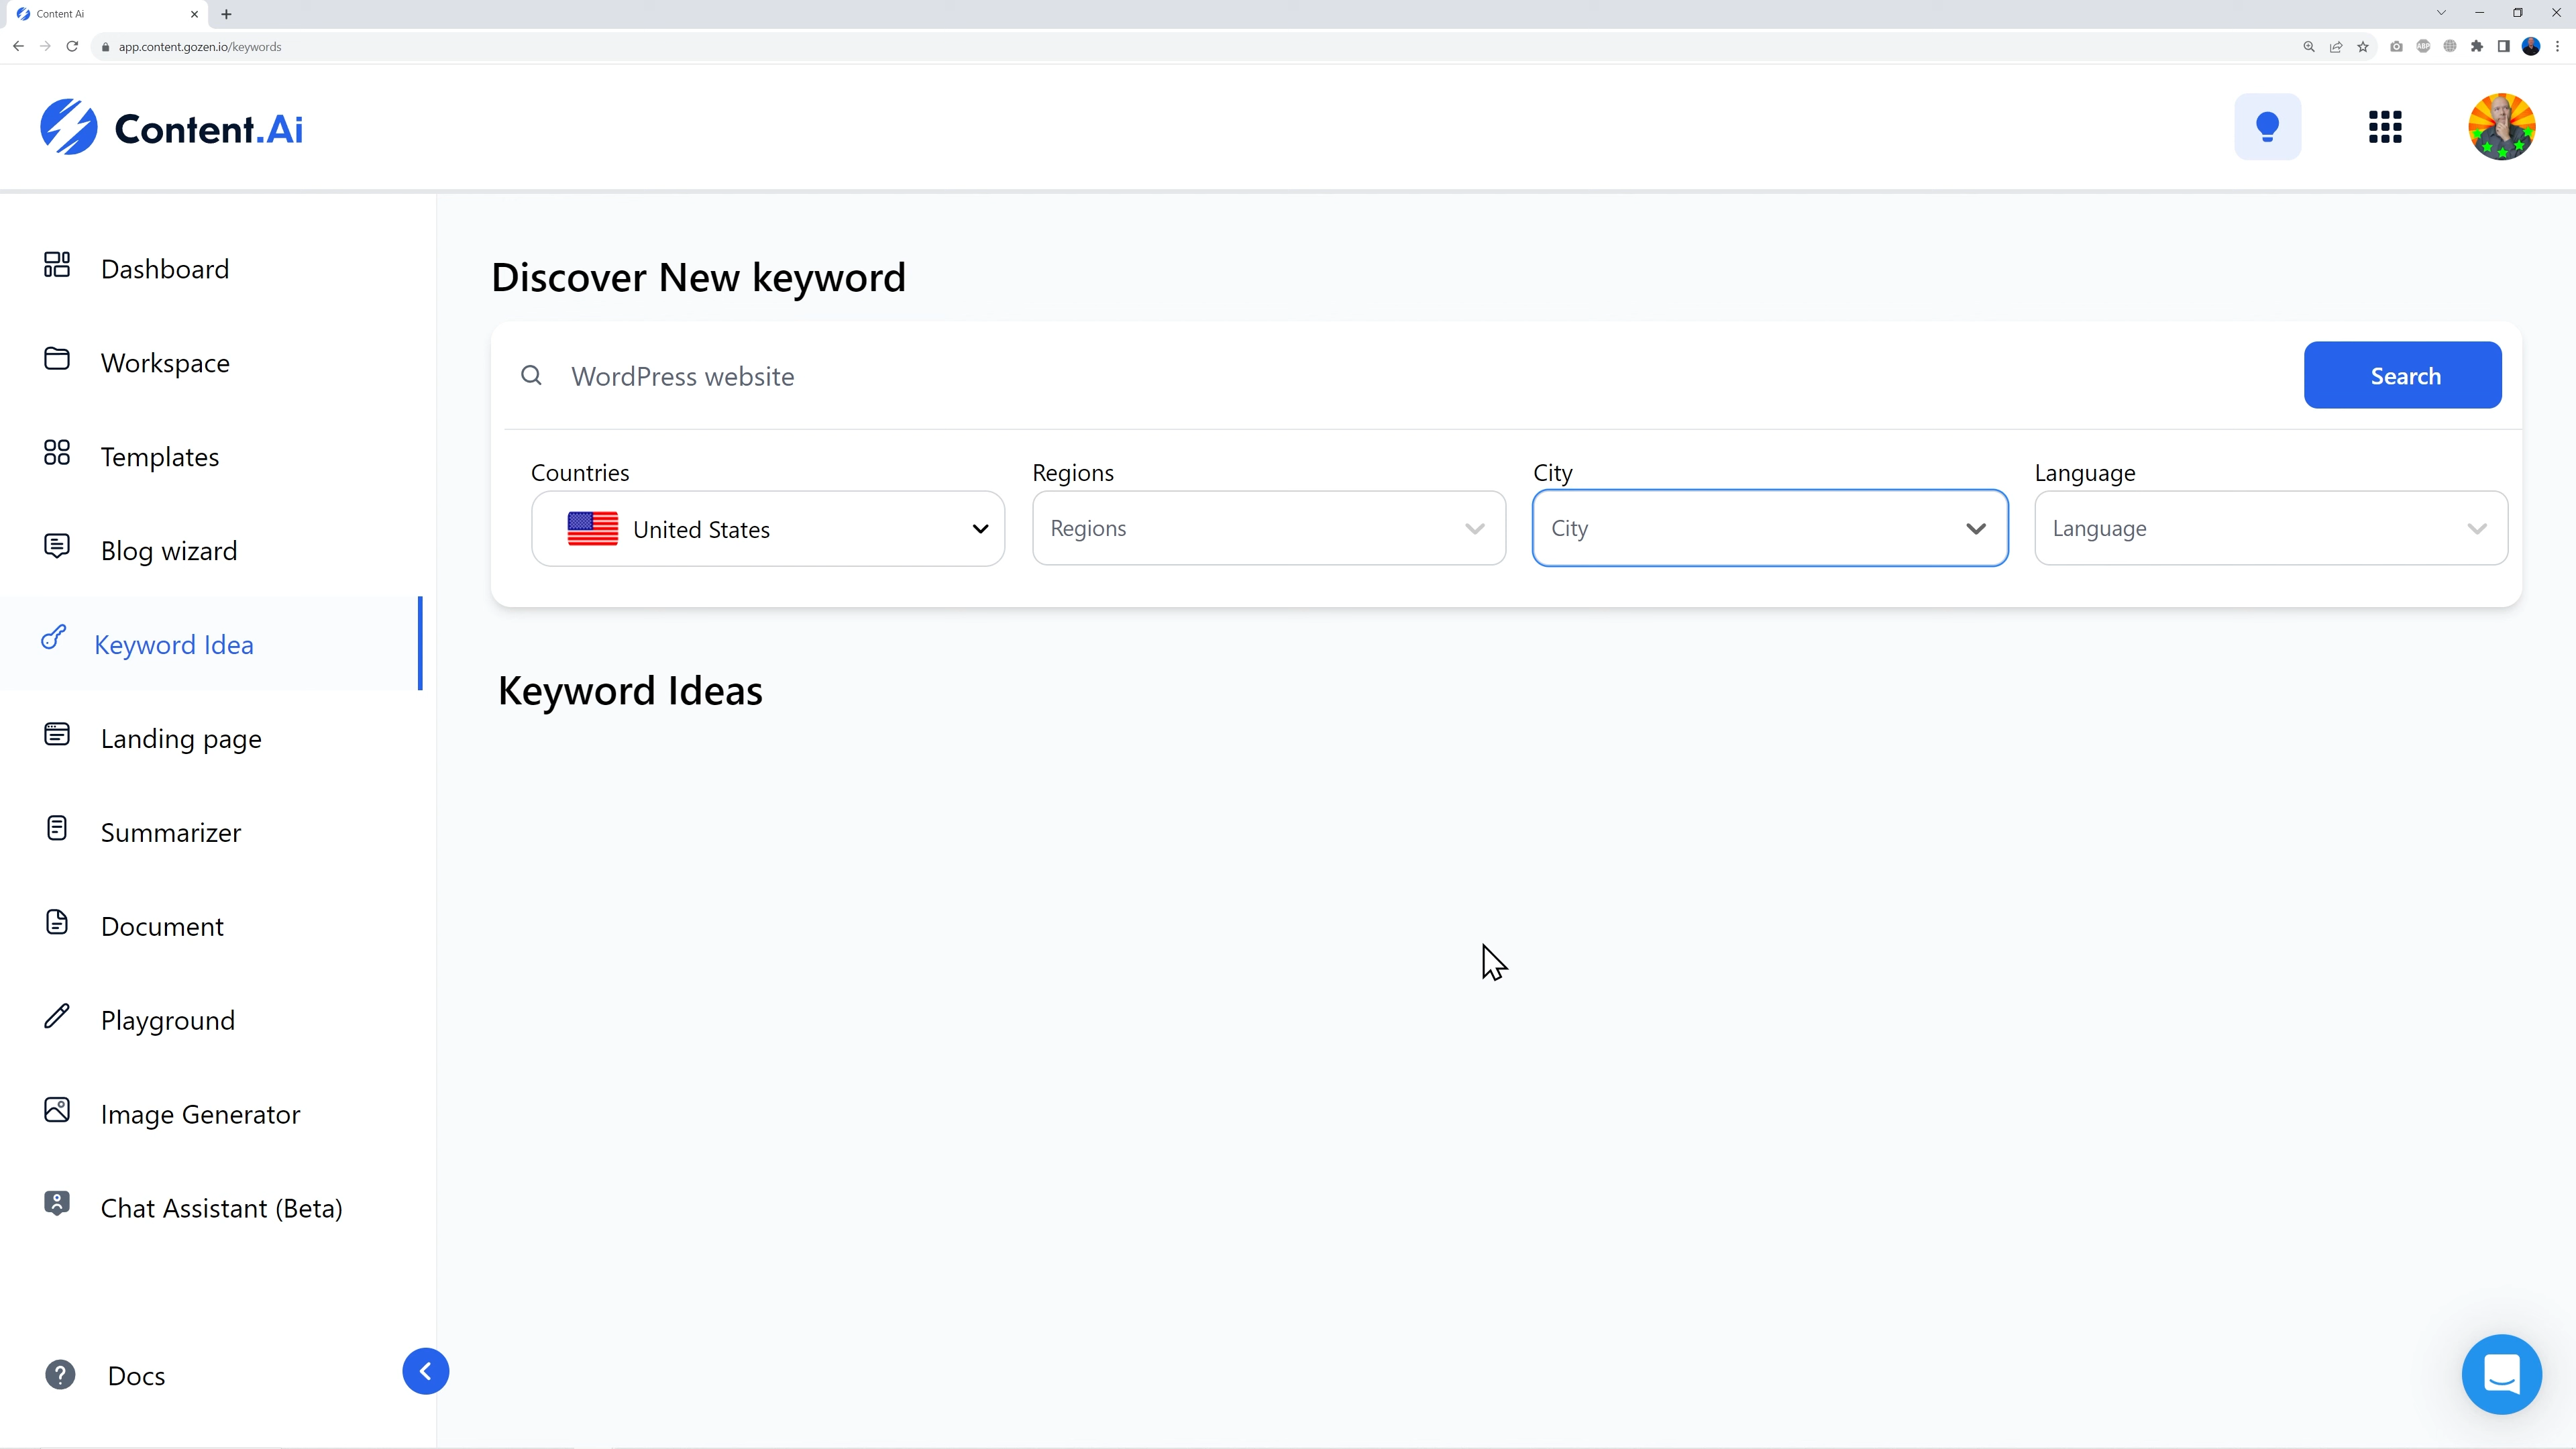 Content Ai
app.content.gozen.io/keywords
ABP
Content.Ai
Dashboard
Workspace
Templates
Blog wizard
Keyword Idea
Landing page
Summarizer
Document
Playground
Image Generator
Chat Assistant (Beta)
Docs
Discover New keyword
WordPress website
Search
Countries
United States
Regions
Regions
City
City
Language
Language
Keyword Ideas